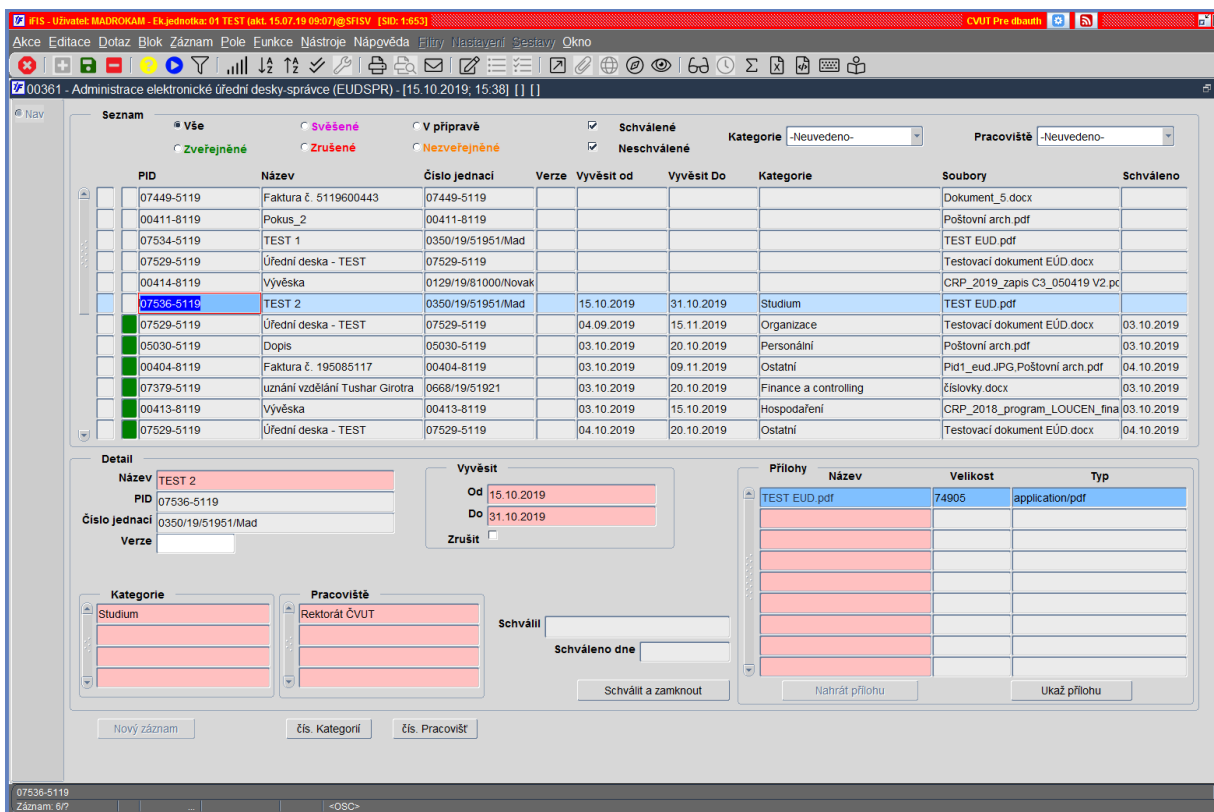 iFIS - Uživatel: MADROKAM - Ek.jednotka: 01 TEST (akt. 15.07.19 09:07)@SFISV [SID: 1:653] CVUT Pre dbauth
Akce Editace Dotaz Blok Záznam Pole Funkce Nástroje Nápověda Filtry Nastavení Sestavy Okno
00361 - Administrace elektronické úřední desky-správce (EUDSPR) - [15.10.2019; 15:38] [ ] [ ]
Nav
Seznam
Vše Svěšené V přípravě Schválené Kategorie -Neuvedeno- Pracoviště -Neuvedeno-
Zveřejněné Zrušené Nezveřejněné Neschválené
PID Název Číslo jednací Verze Vyvěsit od Vyvěsit Do Kategorie Soubory Schváleno
07449-5119 Faktura č. 5119600443 07449-5119 Dokument_5.docx
00411-8119 Pokus_2 00411-8119 Poštovní arch.pdf
07534-5119 TEST 1 0350/19/51951/Mad TEST EUD.pdf
07529-5119 Úřední deska - TEST 07529-5119 Testovací dokument EÚD.docx
00414-8119 Vývěska 0129/19/81000/Novak CRP_2019_zapis C3_050419 V2.pd
07536-5119 TEST 2 0350/19/51951/Mad 15.10.2019 31.10.2019 Studium TEST EUD.pdf
07529-5119 Úřední deska - TEST 07529-5119 04.09.2019 15.11.2019 Organizace Testovací dokument EÚD.docx 03.10.2019
05030-5119 Dopis 05030-5119 03.10.2019 20.10.2019 Personální Poštovní arch.pdf 03.10.2019
00404-8119 Faktura č. 195085117 00404-8119 03.10.2019 09.11.2019 Ostatní Pid1_eud.JPG,Poštovní arch.pdf 04.10.2019
07379-5119 uznání vzdělání Tushar Girotra 0668/19/51921 03.10.2019 20.10.2019 Finance a controlling číslovky.docx 03.10.2019
00413-8119 Vývěska 00413-8119 03.10.2019 15.10.2019 Hospodaření CRP_2018_program_LOUCEN_fina 03.10.2019
07529-5119 Úřední deska - TEST 07529-5119 04.10.2019 20.10.2019 Ostatní Testovací dokument EÚD.docx 04.10.2019
Detail
Název TEST 2
PID 07536-5119
Číslo jednací 0350/19/51951/Mad
Verze
Vyvěsit
Od 15.10.2019
Do 31.10.2019
Zrušit
Přílohy
Název Velikost Typ
TEST EUD.pdf 74905 application/pdf
Kategorie
Studium
Pracoviště
Rektorát ČVUT
Schválil
Schváleno dne
Schválit a zamknout
Nahrát přílohu Ukaž přílohu
Nový záznam čís. Kategorií čís. Pracovišť
07536-5119
Záznam: 6/? ... <OSC>